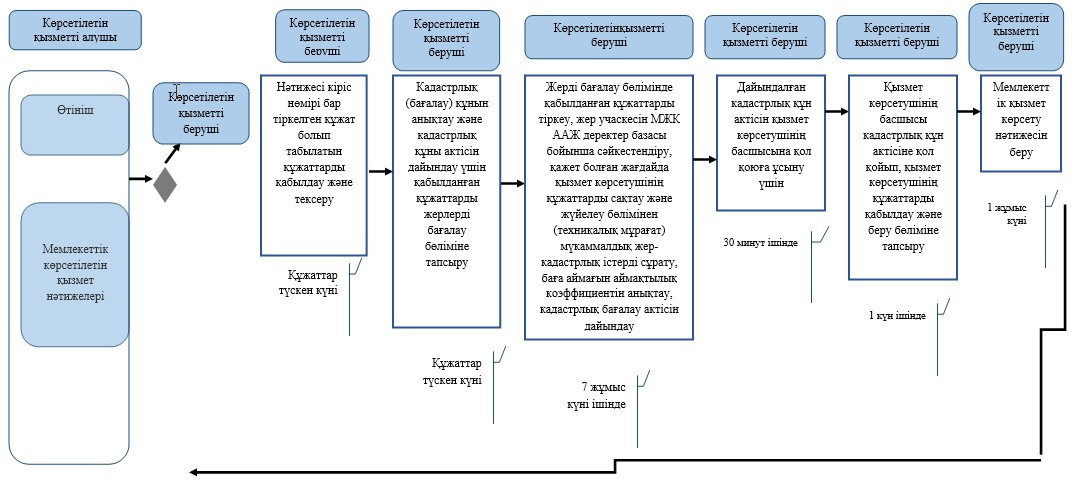 Көрсетілетін
қызметті алушы
Өтініш
Мемлекеттік
көрсетілетін
қызмет
нәтижелері
Көрсетілетін
қызметті
беруші
Көрсетілетін
қызметті
беруші
Нәтижесі кіріс
нөмірі бар
тіркелген құжат
болып
табылатын
құжаттарды
қабылдау және
тексеру
Құжаттар
түскен күні
Көрсетілетін
қызметті
беруші
Кадастрлық
(бағалау) құнын
анықтау және
кадастрлық
құны актісін
дайындау үшін
қабылданған
құжаттарды
жерлерді
бағалау
бөліміне
тапсыру
Құжаттар
түскен күні
Көрсетілетінқызметті
беруші
Жерді бағалау бөлімінде
қабылданған құжаттарды
тіркеу, жер учаскесін МЖК
ААЖ деректер базасы
бойынша сәйкестендіру,
қажет болған жағдайда
қызмет көрсетушінің
құжаттарды сақтау және
жүйелеу бөлімінен
(техникалық мұрағат)
мүкаммалдық жер-
кадастрлық істерді сұрату,
баға аймағын аймақтылық
коэффициентін анықтау,
кадастрлық бағалау актісін
дайындау
7 жұмыс
күні ішінде
Көрсетілетін
қызметті беруші
Дайындалған
кадастрлық құн
актісін қызмет
көрсетушінің
басшысына қол
қоюға ұсыну
үшін
30 минут ішінде
Көрсетілетін
қызметті беруші
Қызмет
көрсетушінің
басшысы
кадастрлық құн
актісіне қол
қойып, қызмет
көрсетушінің
құжаттарды
қабылдау және
беру бөліміне
тапсыру
1 күн ішінде
Көрсетілетін
қызметті
беруші
Мемлекетт
ік қызмет
көрсету
нәтижесін
беру
1 жұмыс
күні